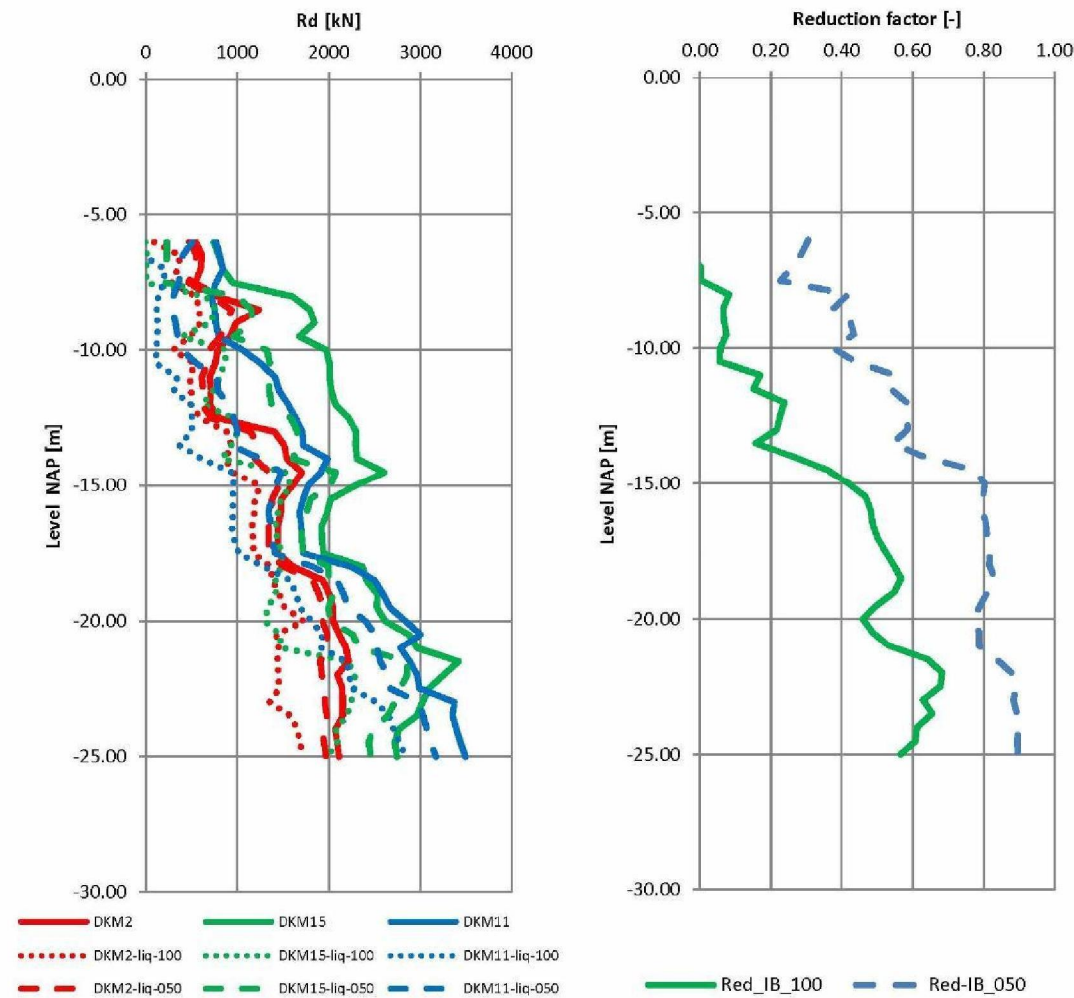 Rd [kN]
0 1000 2000 3000 4000
0.00
-5.00
-10.00
-15.00
-20.00
-25.00
-30.00
Level NAP [m]
DKM2 DKM15 DKM11
DKM2-liq-100 DKM15-liq-100 DKM11-liq-100
DKM2-liq-050 DKM15-liq-050 DKM11-liq-050
Reduction factor [-]
0.00 0.20 0.40 0.60 0.80 1.00
0.00
-5.00
-10.00
-15.00
-20.00
-25.00
-30.00
Level NAP [m]
Red_IB_100 Red-IB_050